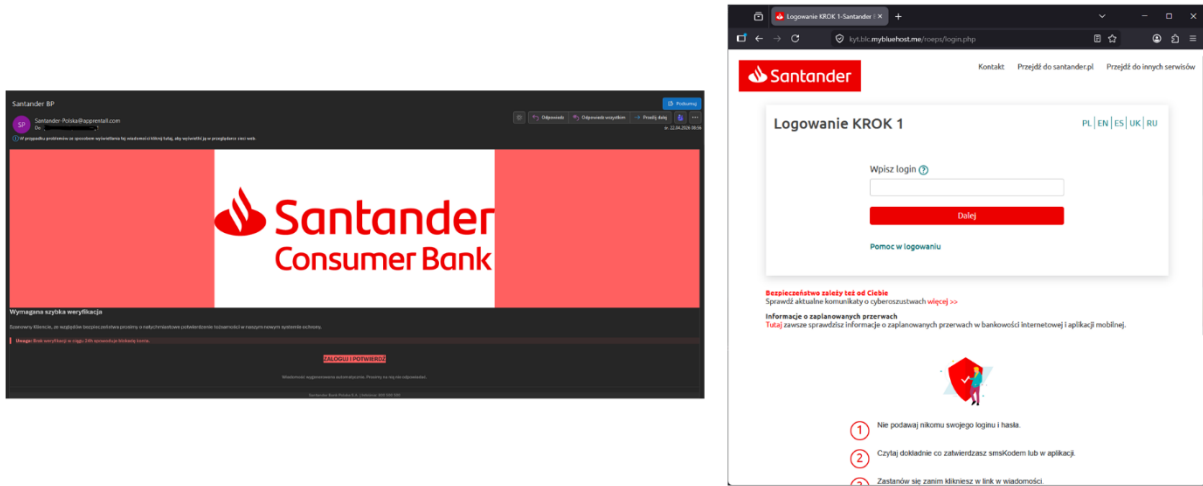 Santander BP
SP
Santander-Polska@apprentall.com
Do:
Odpowiedz
Odpowiedz wszystkim
Prześlij dalej
Santander
Consumer Bank
Wymagana szybka weryfikacja
ZALOGUJ I POTWIERDŹ
Logowanie KROK 1-Santander
kyt.blc.mybluehost.me/roeps/login.php
Santander
Kontakt
Przejdź do santander.pl
Przejdź do innych serwisów
Logowanie KROK 1
PL | EN | ES | UK | RU
Wpisz login
Dalej
Pomoc w logowaniu
Bezpieczeństwo zależy też od Ciebie
Sprawdź aktualne komunikaty o cyberoszustwach więcej >>
Informacje o zaplanowanych przerwach
Tutaj zawsze sprawdzisz informacje o zaplanowanych przerwach w bankowości internetowej i aplikacji mobilnej.
1 Nie podawaj nikomu swojego loginu i hasła.
2 Czytaj dokładnie co zatwierdzasz smsKodem lub w aplikacji.
3 Zastanów się zanim klikniesz w link w wiadomości